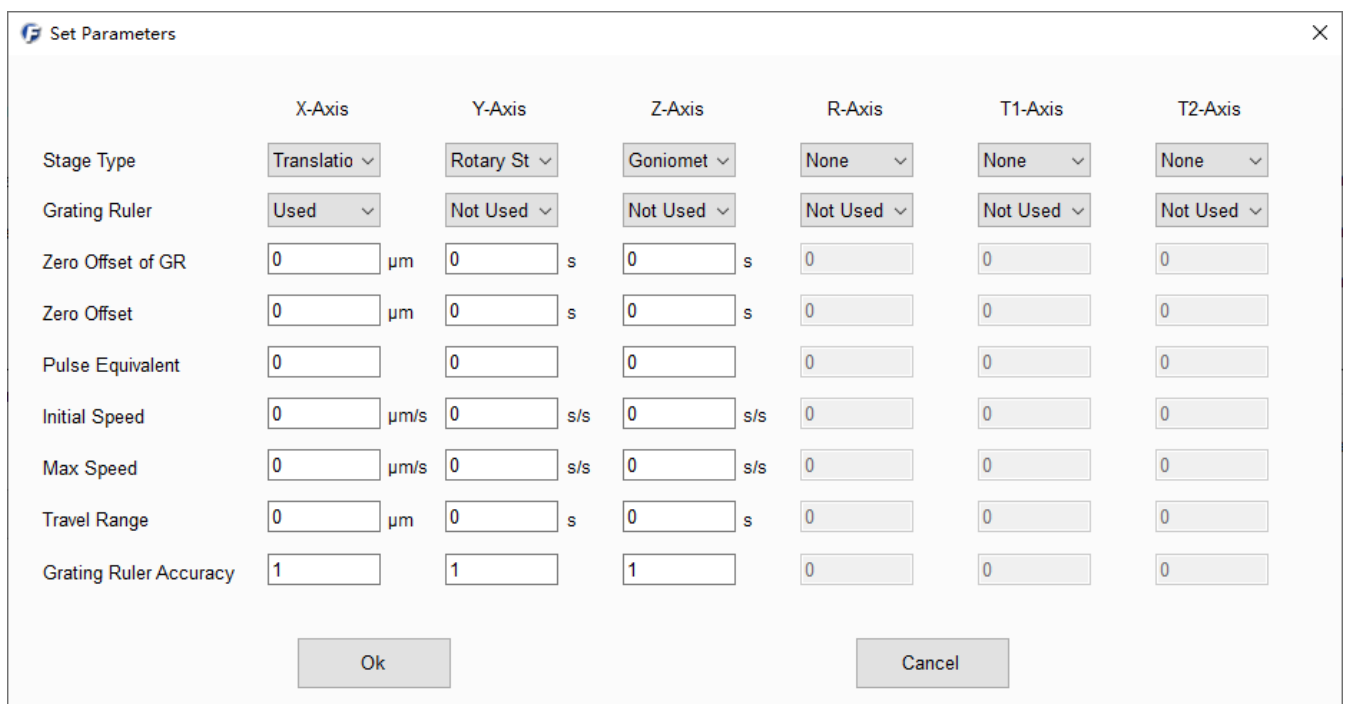 Set Parameters
X-Axis Y-Axis Z-Axis R-Axis T1-Axis T2-Axis
Stage Type Translatio Rotary St Goniomet None None None
Grating Ruler Used Not Used Not Used Not Used Not Used Not Used
Zero Offset of GR 0 µm 0 s 0 s 0 0 0
Zero Offset 0 µm 0 s 0 s 0 0 0
Pulse Equivalent 0 0 0 0 0 0
Initial Speed 0 µm/s 0 s/s 0 s/s 0 0 0
Max Speed 0 µm/s 0 s/s 0 s/s 0 0 0
Travel Range 0 µm 0 s 0 s 0 0 0
Grating Ruler Accuracy 1 1 1 0 0 0
Ok Cancel